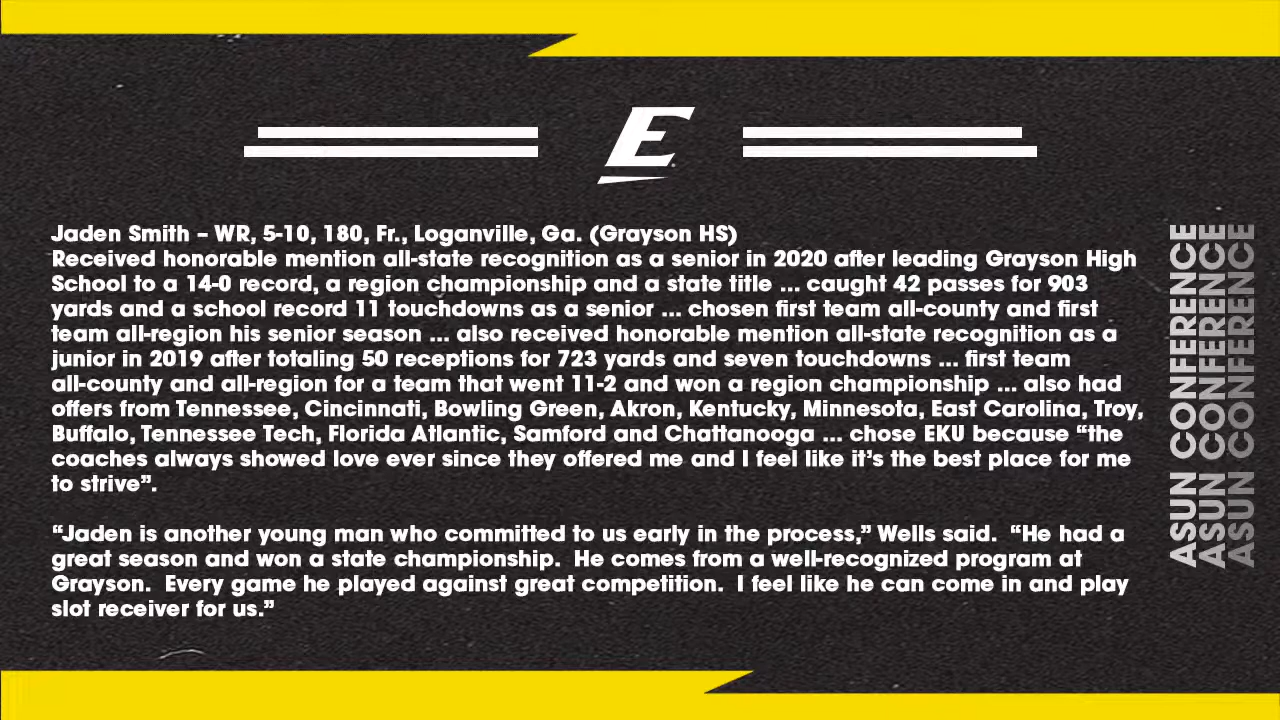 E
Jaden Smith – WR, 5-10, 180, Fr., Loganville, Ga. (Grayson HS)
Received honorable mention all-state recognition as a senior in 2020 after leading Grayson High
School to a 14-0 record, a region championship and a state title ... caught 42 passes for 903
yards and a school record 11 touchdowns as a senior ... chosen first team all-county and first
team all-region his senior season ... also received honorable mention all-state recognition as a
junior in 2019 after totaling 50 receptions for 723 yards and seven touchdowns ... first team
all-county and all-region for a team that went 11-2 and won a region championship ... also had
offers from Tennessee, Cincinnati, Bowling Green, Akron, Kentucky, Minnesota, East Carolina, Troy,
Buffalo, Tennessee Tech, Florida Atlantic, Samford and Chattanooga ... chose EKU because “the
coaches always showed love ever since they offered me and I feel like it’s the best place for me
to strive”.
“Jaden is another young man who committed to us early in the process,” Wells said.  “He had a
great season and won a state championship.  He comes from a well-recognized program at
Grayson.  Every game he played against great competition.  I feel like he can come in and play
slot receiver for us.”
ASUN CONFERENCE
ASUN CONFERENCE
ASUN CONFERENCE